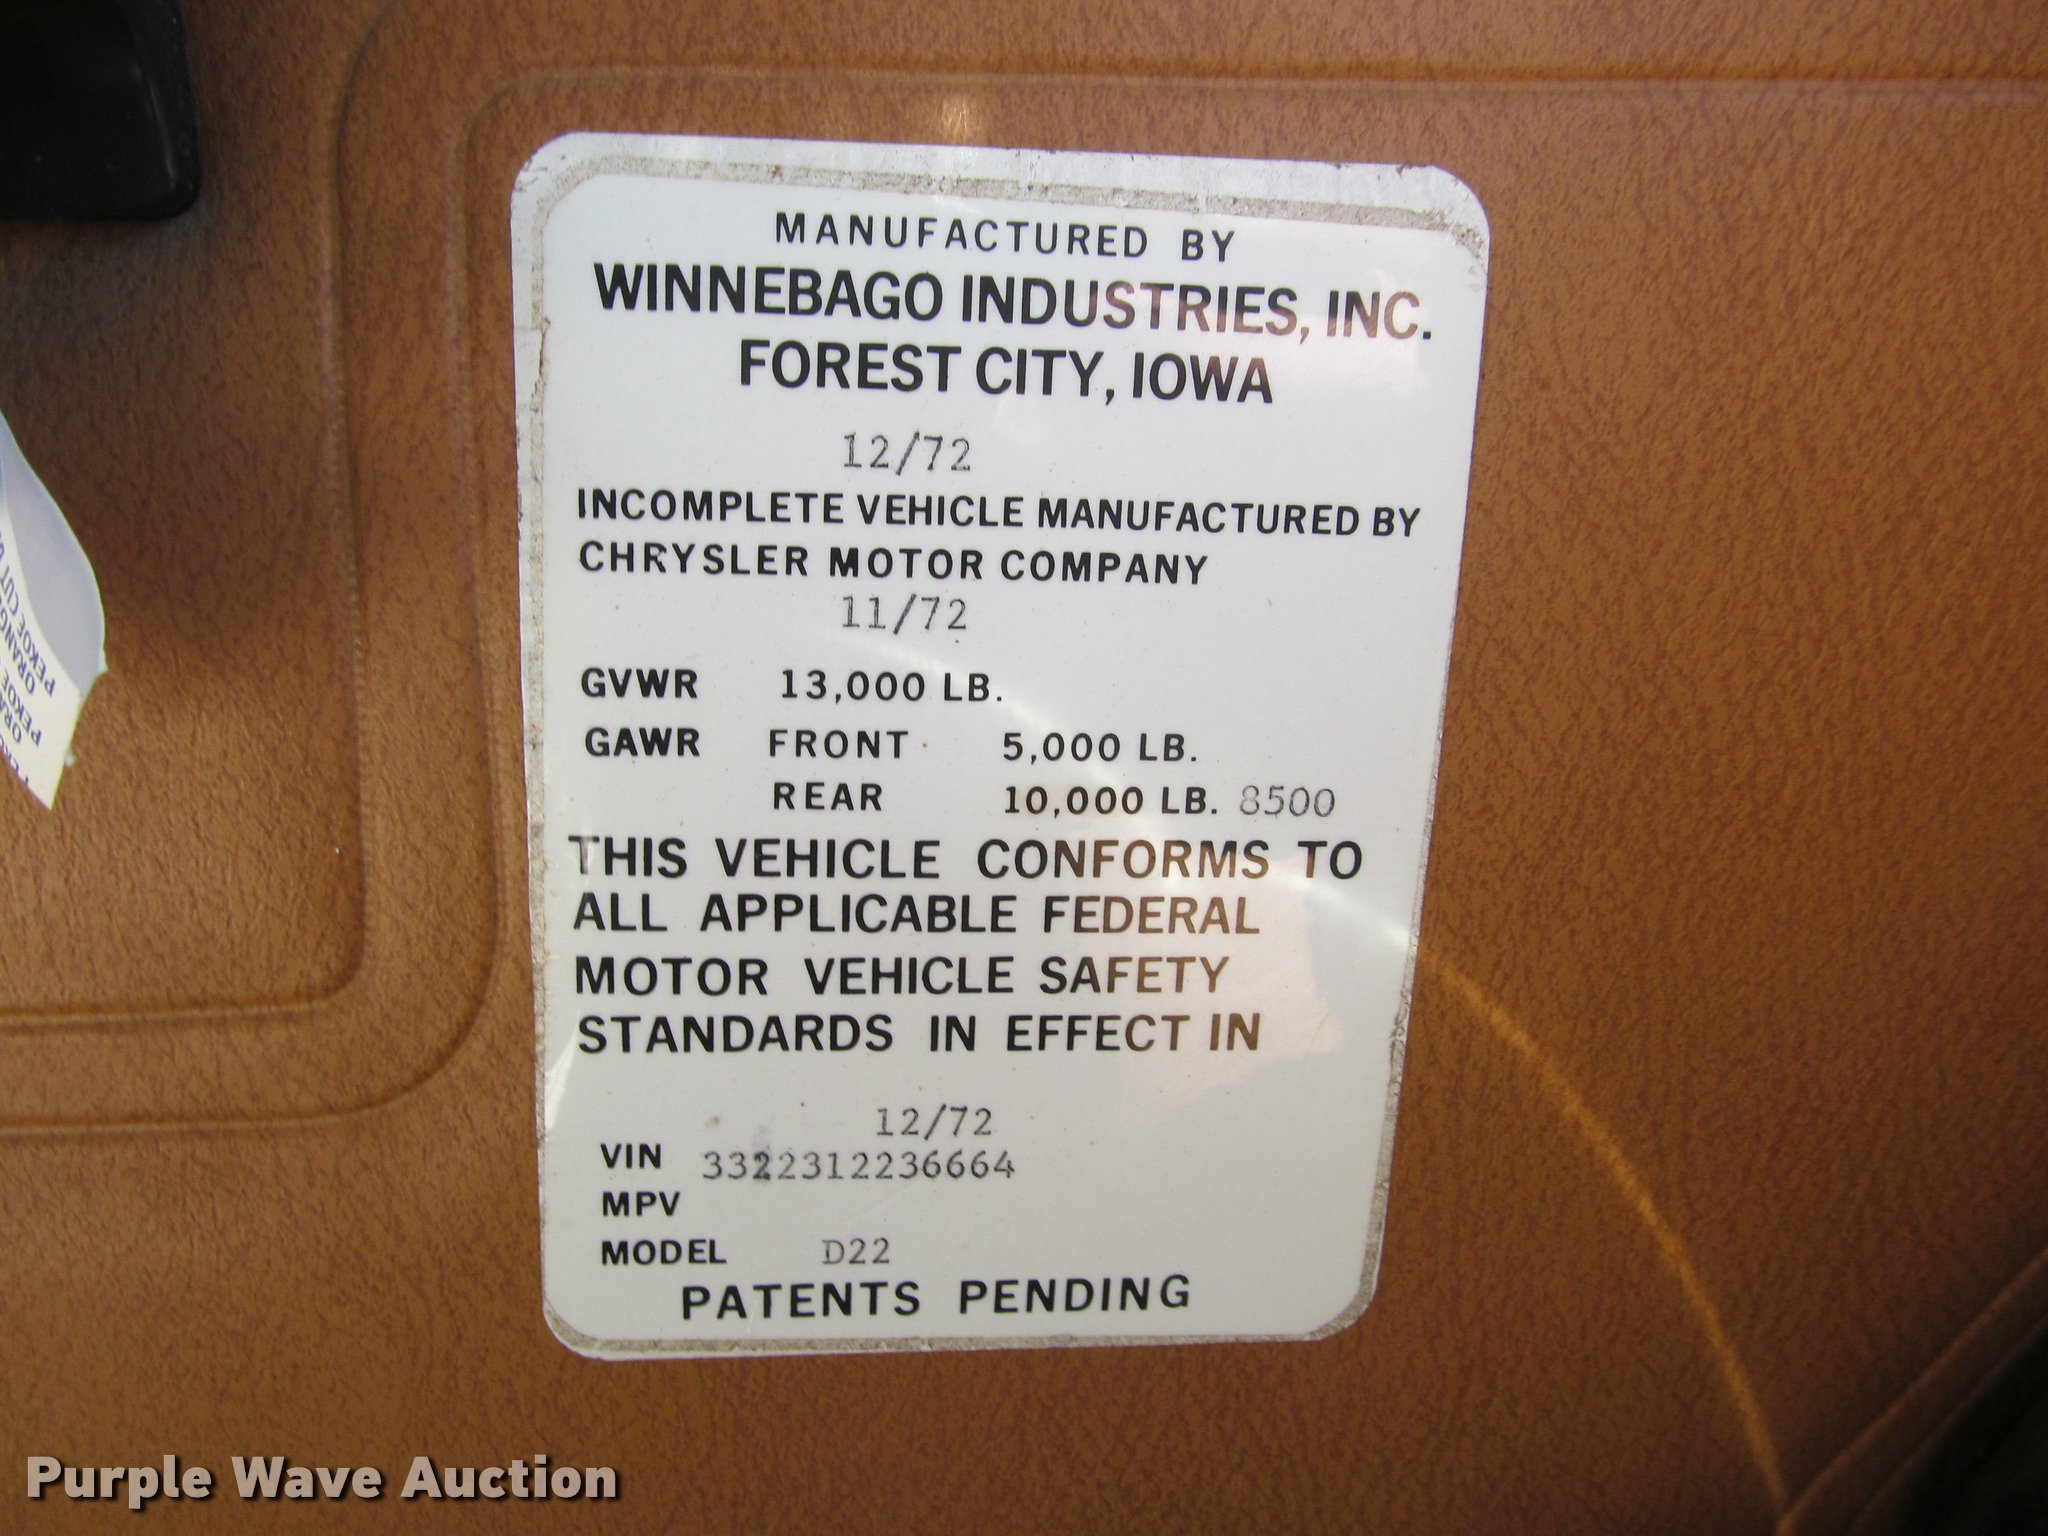 MANUFACTURED BY
WINNEBAGO INDUSTRIES, INC.
FOREST CITY, IOWA
12/72
INCOMPLETE VEHICLE MANUFACTURED BY
CHRYSLER MOTOR COMPANY
11/72
GVWR 13,000 LB.
GAWR FRONT 5,000 LB.
REAR 10,000 LB. 8500
THIS VEHICLE CONFORMS TO
ALL APPLICABLE FEDERAL
MOTOR VEHICLE SAFETY
STANDARDS IN EFFECT IN
12/72
VIN 3322312236664
MPV
MODEL D22
PATENTS PENDING
PEKOE CUT
Purple Wave Auction